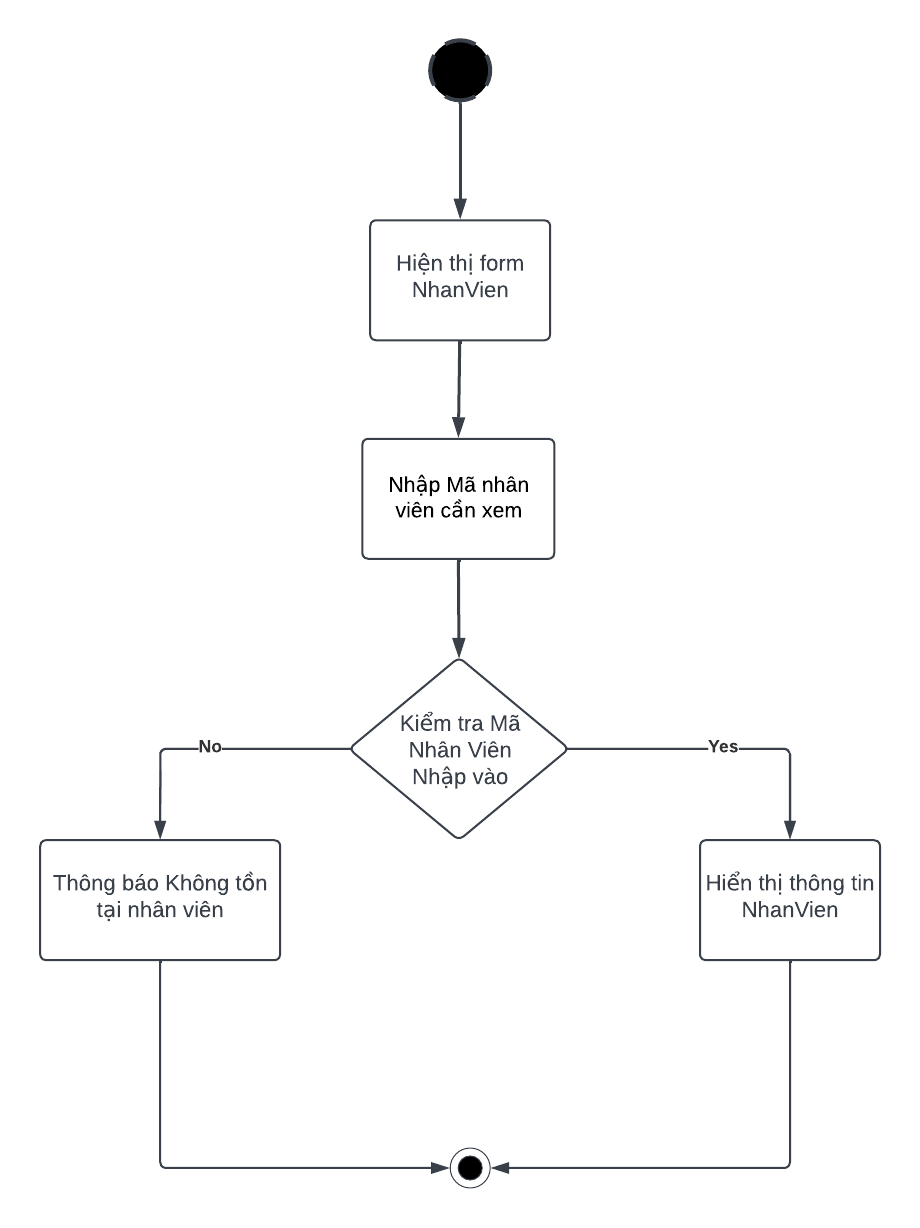 Hiện thị form
NhanVien
Nhập Mã nhân
viên cần xem
Kiểm tra Mã
Nhân Viên
Nhập vào
No
Yes
Thông báo Không tồn
tại nhân viên
Hiển thị thông tin
NhanVien